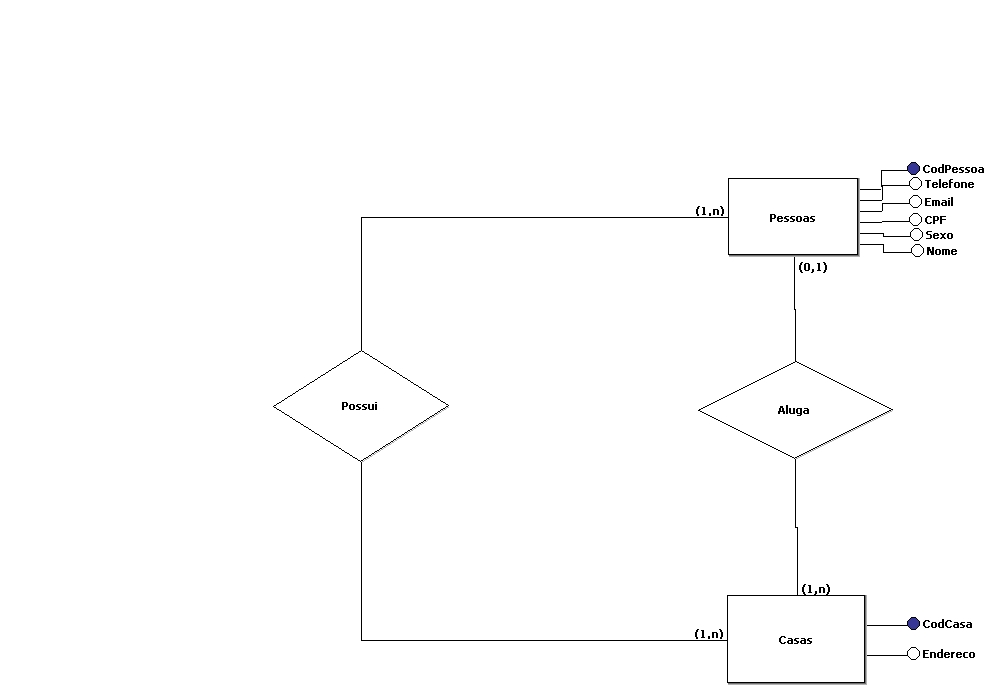 CodPessoa
Telefone
Email
CPF
Sexo
Nome
(1,n)
Pessoas
(0,1)
Possui
Aluga
(1,n)
(1,n)
Casas
CodCasa
Endereco